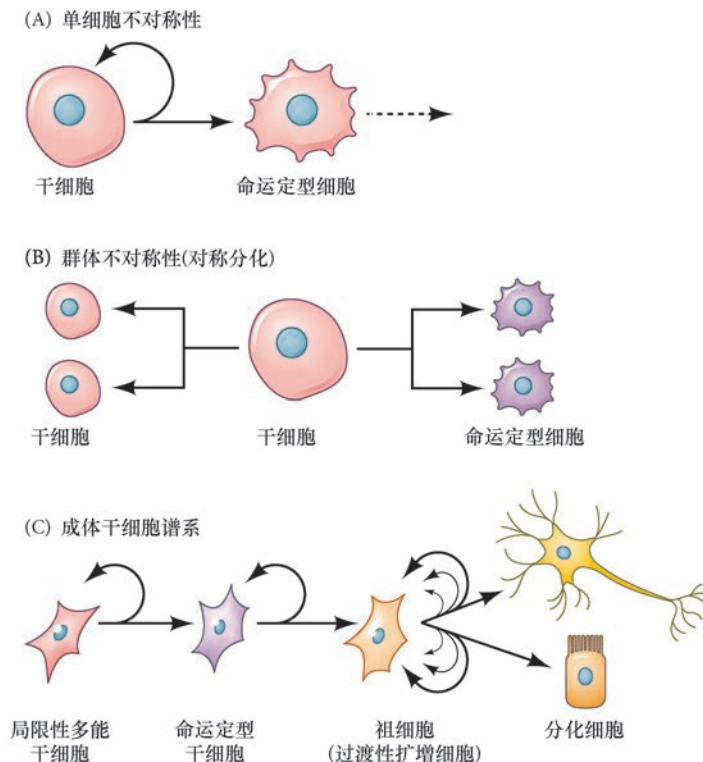 (A) 单细胞不对称性
干细胞
命运定型细胞
(B) 群体不对称性(对称分化)
干细胞
干细胞
命运定型细胞
(C) 成体干细胞谱系
局限性多能
干细胞
命运定型
干细胞
祖细胞
(过渡性扩增细胞)
分化细胞